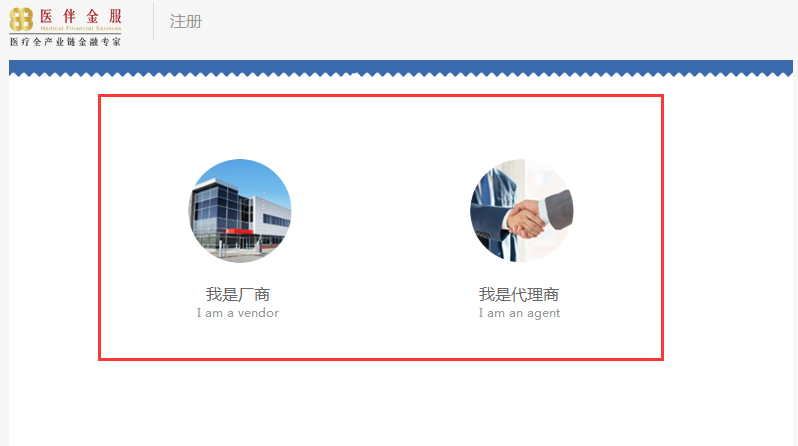 医伴金服
Medical Financial Services
医疗全产业链金融专家
注册
我是厂商
I am a vendor
我是代理商
I am an agent